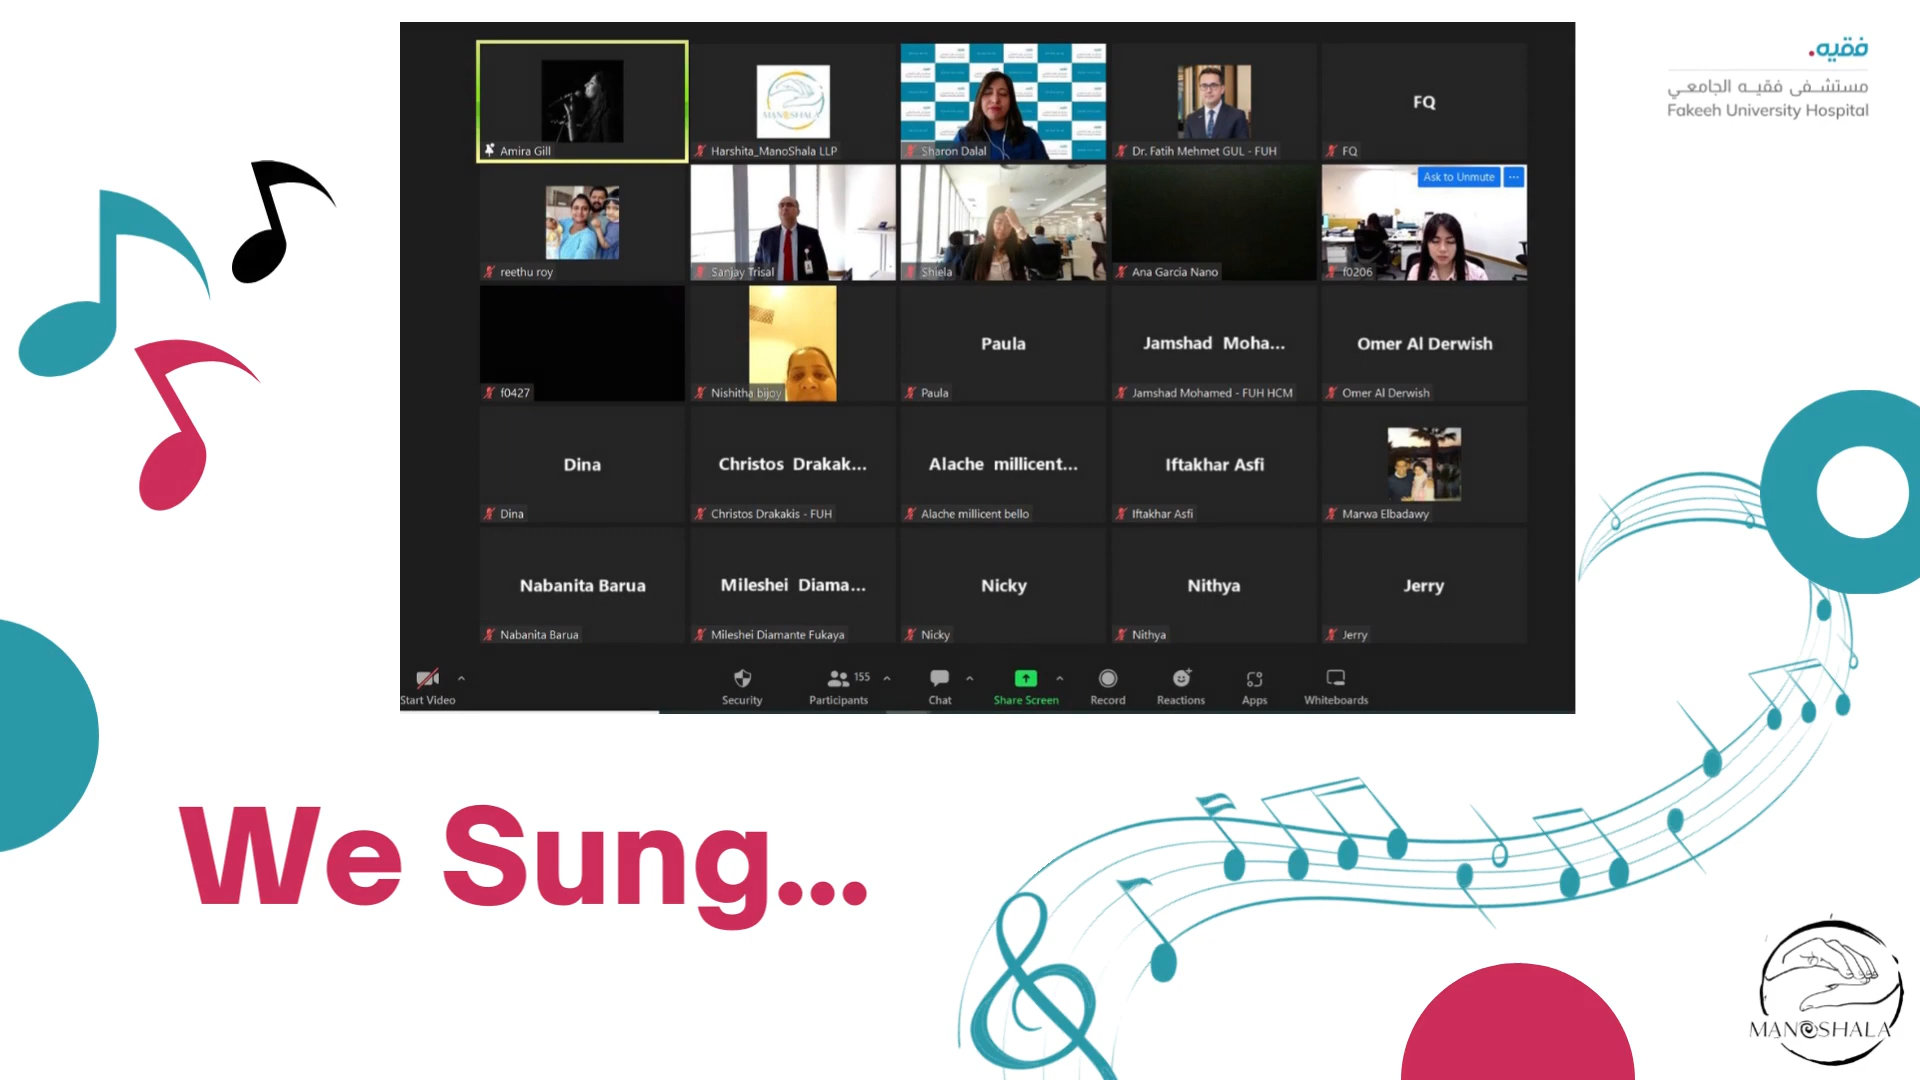 فقيه.
مستشفى فقيه الجامعي
Fakeeh University Hospital
Amira Gill
MANOSHALA
Harshita_ManoShala LLP
Sharon Dalal
Dr. Fatih Mehmet GUL - FUH
FQ
FQ
reethu roy
Sanjay Trisal
Shiela
Ana Garcia Nano
Ask to Unmute ...
f0206
f0427
Nishitha bijoy
Paula
Paula
Jamshad Moha...
Jamshad Mohamed - FUH HCM
Omer Al Derwish
Omer Al Derwish
Dina
Dina
Christos Drakak...
Christos Drakakis - FUH
Alache millicent...
Alache millicent bello
Iftakhar Asfi
Iftakhar Asfi
Marwa Elbadawy
Nabanita Barua
Nabanita Barua
Mileshei Diama...
Mileshei Diamante Fukaya
Nicky
Nicky
Nithya
Nithya
Jerry
Jerry
Start Video
Security
155
Participants
Chat
Share Screen
Record
Reactions
Apps
Whiteboards
We Sung...
MANOSHALA